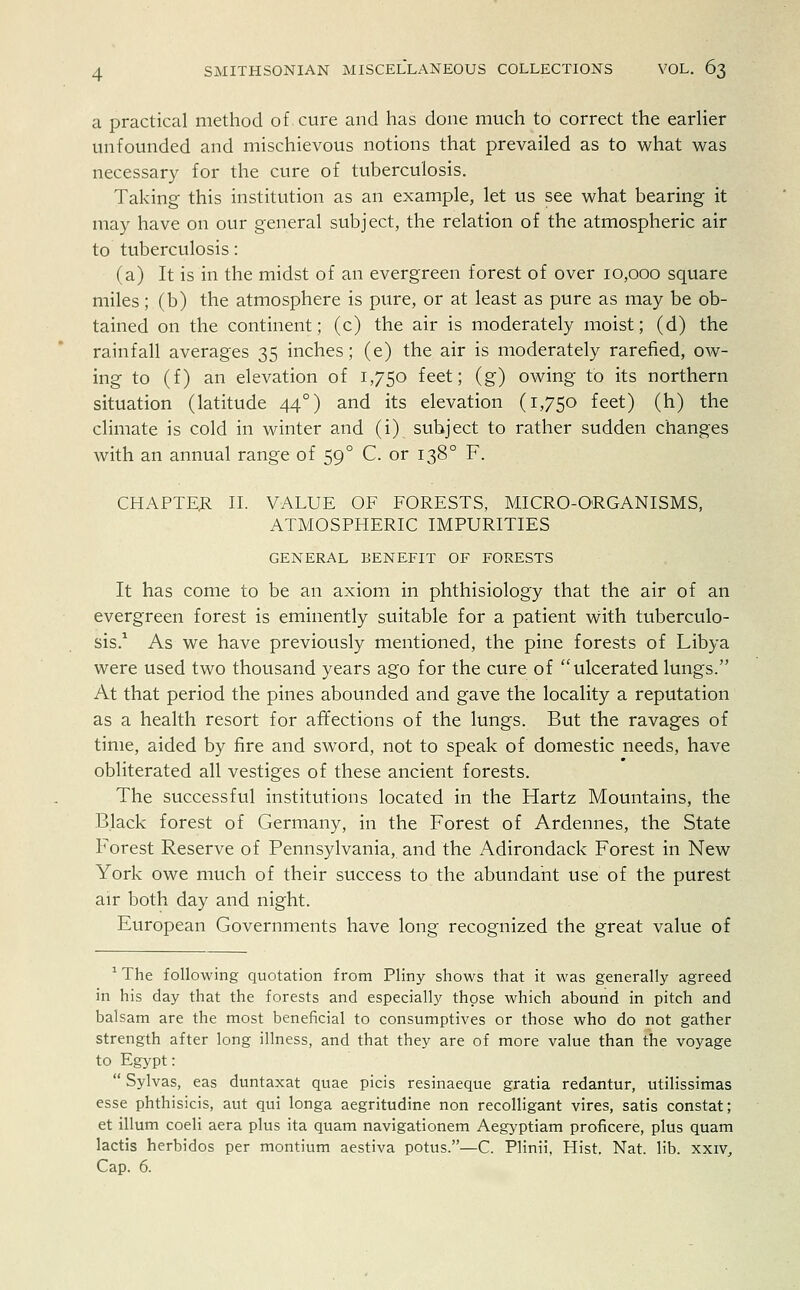 4 SMITHSONIAN MISCELLANEOUS COLLECTIONS VOL. 63
a practical method of cure and has done much to correct the earlier
unfounded and mischievous notions that prevailed as to what was
necessary for the cure of tuberculosis.
Taking this institution as an example, let us see what bearing it
may have on our general subject, the relation of the atmospheric air
to tuberculosis:
(a) It is in the midst of an evergreen forest of over 10,000 square
miles; (b) the atmosphere is pure, or at least as pure as may be ob-
tained on the continent; (c) the air is moderately moist; (d) the
rainfall averages 35 inches; (e) the air is moderately rarefied, ow-
ing to (f) an elevation of 1,750 feet; (g) owing to its northern
situation (latitude 44°) and its elevation (1,750 feet) (h) the
climate is cold in winter and (i) subject to rather sudden changes
with an annual range of 59° C. or 138° F.
CHAPTER II. VALUE OF FORESTS, MICRO-ORGANISMS,
ATMOSPHERIC IMPURITIES
GENERAL BENEFIT OF FORESTS
It has come to be an axiom in phthisiology that the air of an
evergreen forest is eminently suitable for a patient with tuberculo-
sis.¹ As we have previously mentioned, the pine forests of Libya
were used two thousand years ago for the cure of "ulcerated lungs."
At that period the pines abounded and gave the locality a reputation
as a health resort for affections of the lungs. But the ravages of
time, aided by fire and sword, not to speak of domestic needs, have
obliterated all vestiges of these ancient forests.
The successful institutions located in the Hartz Mountains, the
Black forest of Germany, in the Forest of Ardennes, the State
Forest Reserve of Pennsylvania, and the Adirondack Forest in New
York owe much of their success to the abundant use of the purest
air both day and night.
European Governments have long recognized the great value of
¹ The following quotation from Pliny shows that it was generally agreed
in his day that the forests and especially those which abound in pitch and
balsam are the most beneficial to consumptives or those who do not gather
strength after long illness, and that they are of more value than the voyage
to Egypt:
"Sylvas, eas duntaxat quae picis resinaeque gratia redantur, utilissimas
esse phthisicis, aut qui longa aegritudine non recolligant vires, satis constat;
et illum coeli aera plus ita quam navigationem Aegyptiam proficere, plus quam
lactis herbidos per montium aestiva potus."—C. Plinii, Hist. Nat. lib. xxiv,
Cap. 6.